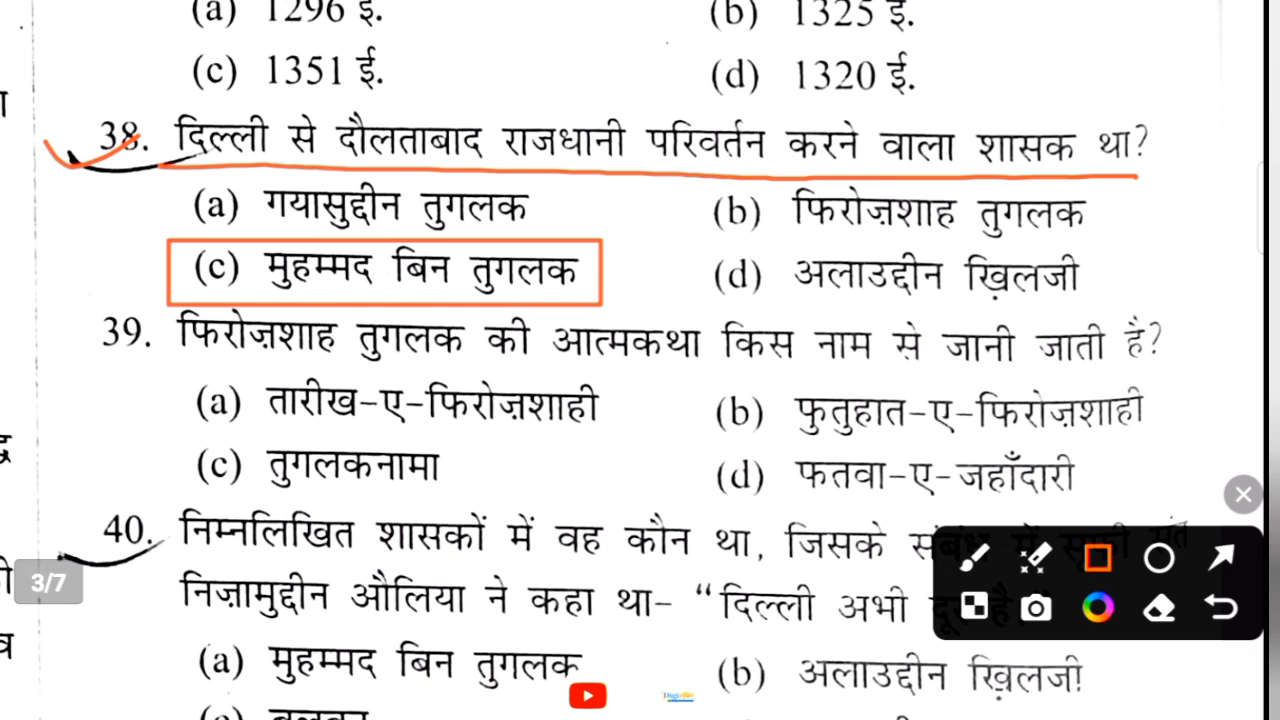 (a) 1296 ई. (b) 1325 ई.
(c) 1351 ई. (d) 1320 ई.
38. दिल्ली से दौलताबाद राजधानी परिवर्तन करने वाला शासक था?
(a) गयासुद्दीन तुगलक (b) फिरोज़शाह तुगलक
(c) मुहम्मद बिन तुगलक (d) अलाउद्दीन ख़िलजी
39. फिरोज़शाह तुगलक की आत्मकथा किस नाम से जानी जाती है?
(a) तारीख-ए-फिरोज़शाही (b) फुतुहात-ए-फिरोज़शाही
(c) तुगलकनामा (d) फतवा-ए-जहाँदारी
40. निम्नलिखित शासकों में वह कौन था, जिसके संबंध में सूफी संत
3/7
निज़ामुद्दीन औलिया ने कहा था- “दिल्ली अभी दूर है।”
(a) मुहम्मद बिन तुगलक (b) अलाउद्दीन ख़िलजी